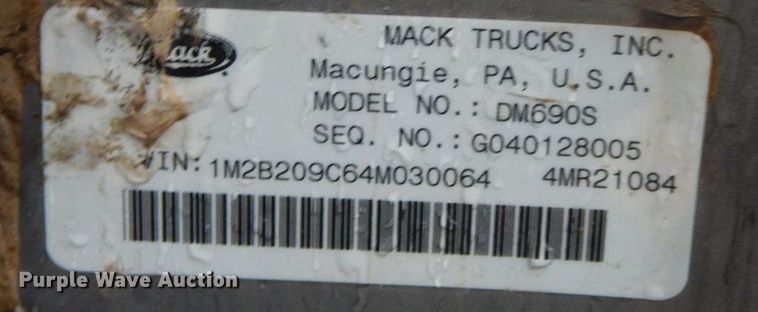 Mack
MACK TRUCKS, INC.
Macungie, PA, U.S.A.
MODEL NO.: DM690S
SEQ. NO.: G040128005
VIN: 1M2B209C64M030064 4MR21084
Purple Wave Auction